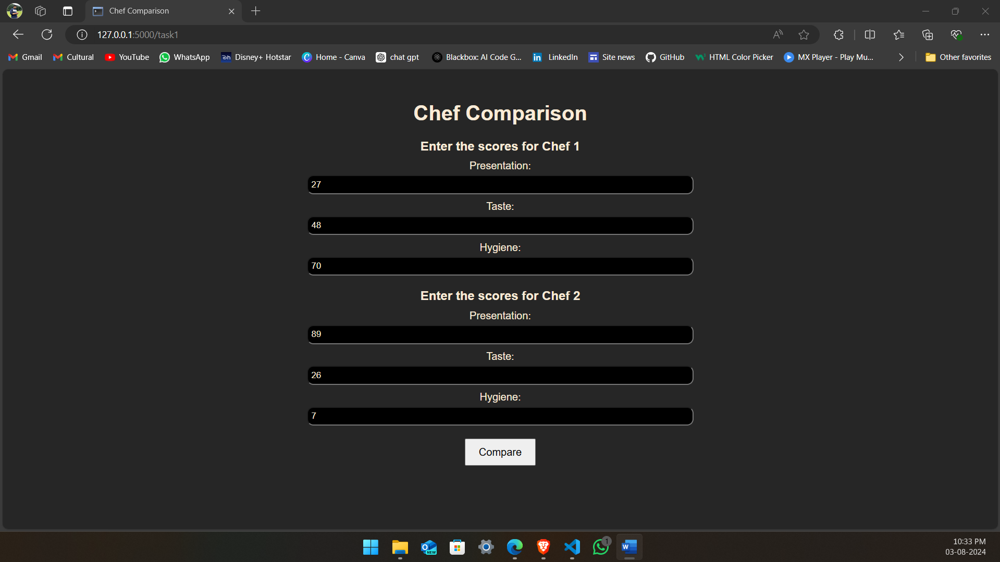 Chef Comparison
127.0.0.1:5000/task1
Gmail Cultural YouTube WhatsApp Disney+ Hotstar Home - Canva chat gpt Blackbox: AI Code G... LinkedIn Site news GitHub HTML Color Picker MX Player - Play Mu... Other favorites
Chef Comparison
Enter the scores for Chef 1
Presentation:
27
Taste:
48
Hygiene:
70
Enter the scores for Chef 2
Presentation:
89
Taste:
26
Hygiene:
7
Compare
10:33 PM
03-08-2024